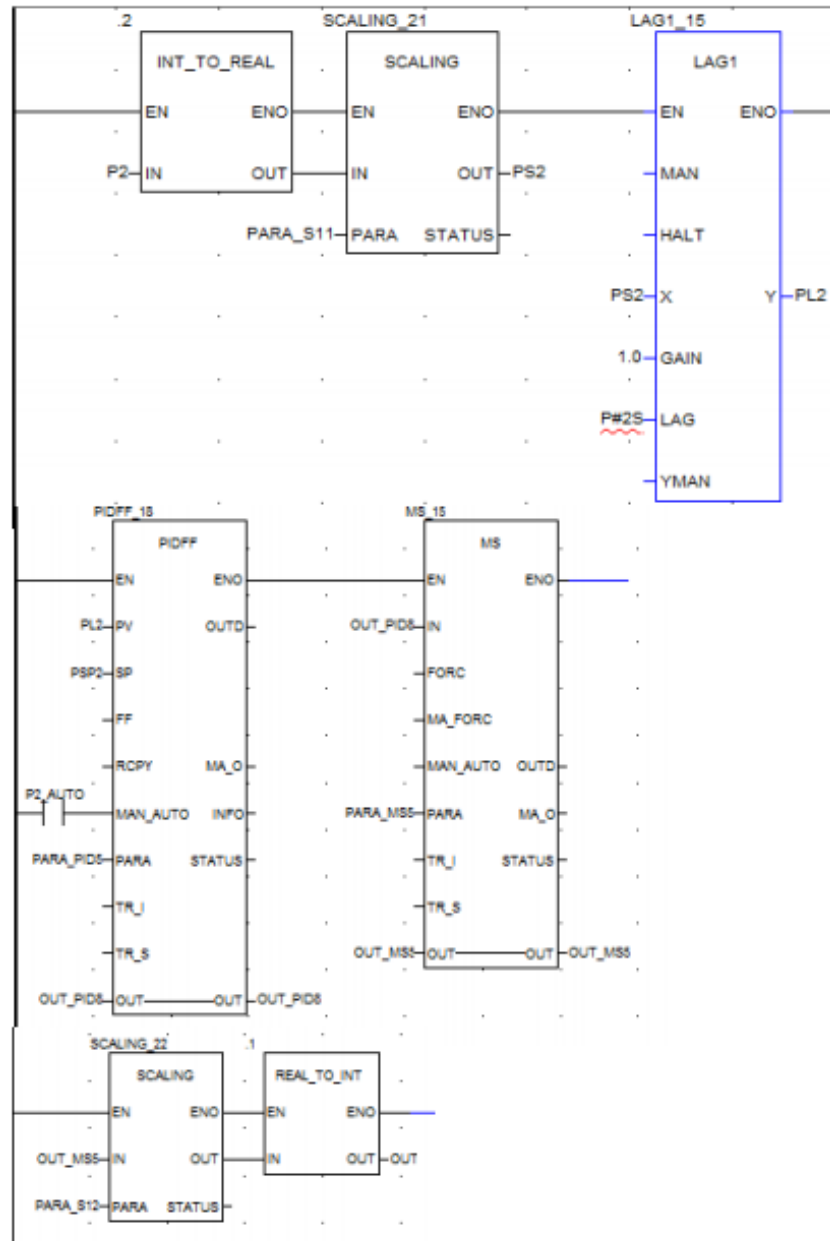 .2 SCALING_21 LAG1_15
INT_TO_REAL SCALING LAG1
EN ENO EN ENO EN ENO
P2 IN OUT IN OUT PS2 MAN
PARA_S11 PARA STATUS HALT
PS2 X Y PL2
1.0 GAIN
P#2S LAG
YMAN
PIDFF_18 MS_15
PIDFF MS
EN ENO EN ENO
PL2 PV OUTD OUT_PID8 IN
PSP2 SP FORC
FF MA_FORC
RCPY MA_O MAN_AUTO OUTD
P2_AUTO
MAN_AUTO INFO PARA_MS5 PARA MA_O
PARA_PID5 PARA STATUS TR_I STATUS
TR_I TR_S
TR_S OUT_MS5 OUT OUT OUT_MS5
OUT_PID8 OUT OUT OUT_PID8
SCALING_22 .1
SCALING REAL_TO_INT
EN ENO EN ENO
OUT_MS5 IN OUT IN OUT OUT
PARA_S12 PARA STATUS